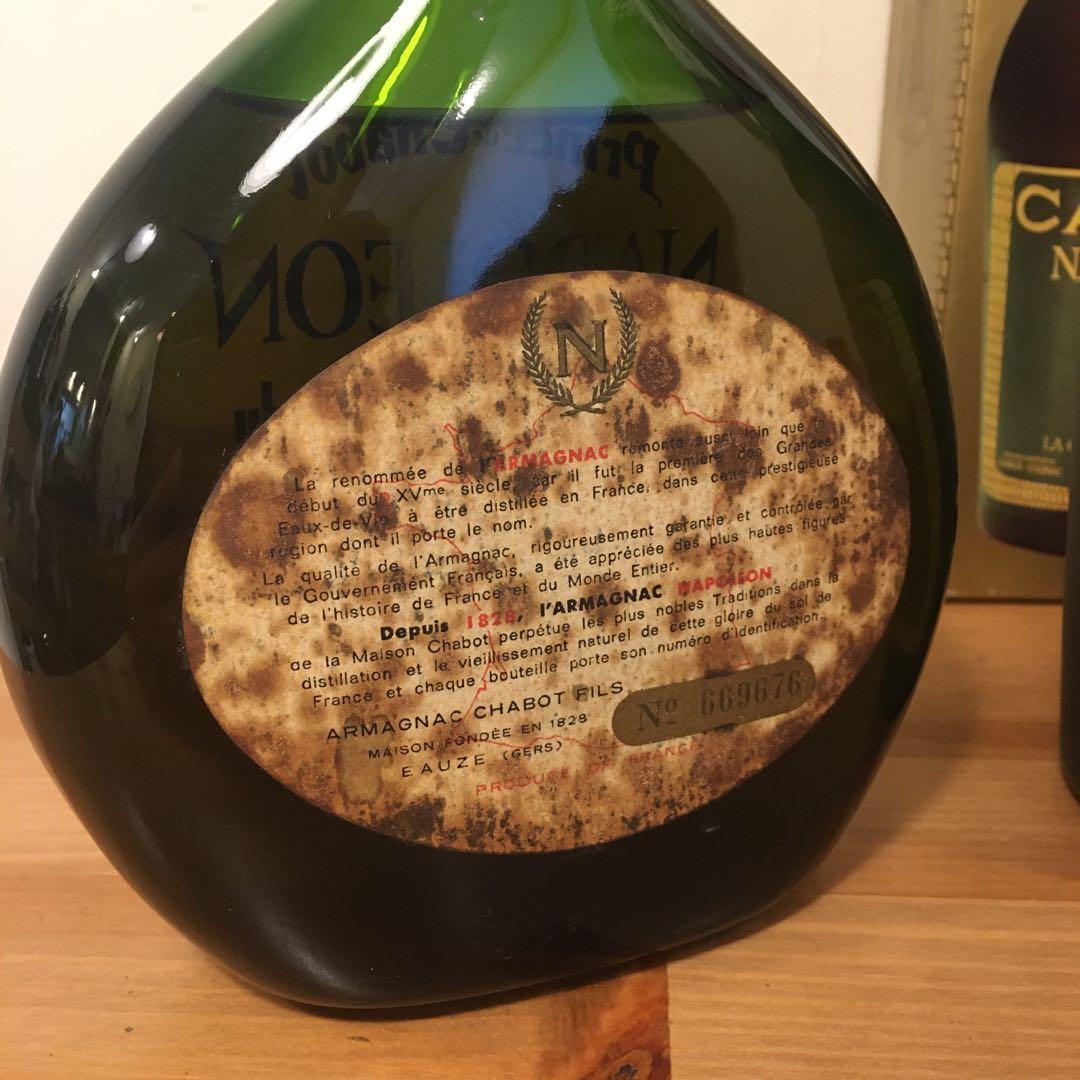 N
La renommée de l'ARMAGNAC remonte aussi loin que le
début du XVme siècle, car il fut la première des Grandes
Eaux-de-Vie à être distillée en France, dans cette prestigieuse
région dont il porte le nom.
La qualité de l'Armagnac, rigoureusement garantie et contrôlée par
le Gouvernement Français, a été appréciée des plus hautes figures
de l'histoire de France et du Monde Entier.
Depuis 1828, l'ARMAGNAC NAPOLEON
de la Maison Chabot perpétue les plus nobles Traditions dans la
distillation et le vieillissement naturel de cette gloire du sol de
France et chaque bouteille porte son numéro d'identification.
ARMAGNAC CHABOT FILS
MAISON FONDÉE EN 1828
EAUZE (GERS)
Nº 669676
PRODUCE OF FRANCE
Chabot
NAPOLEON
CA
N
LA